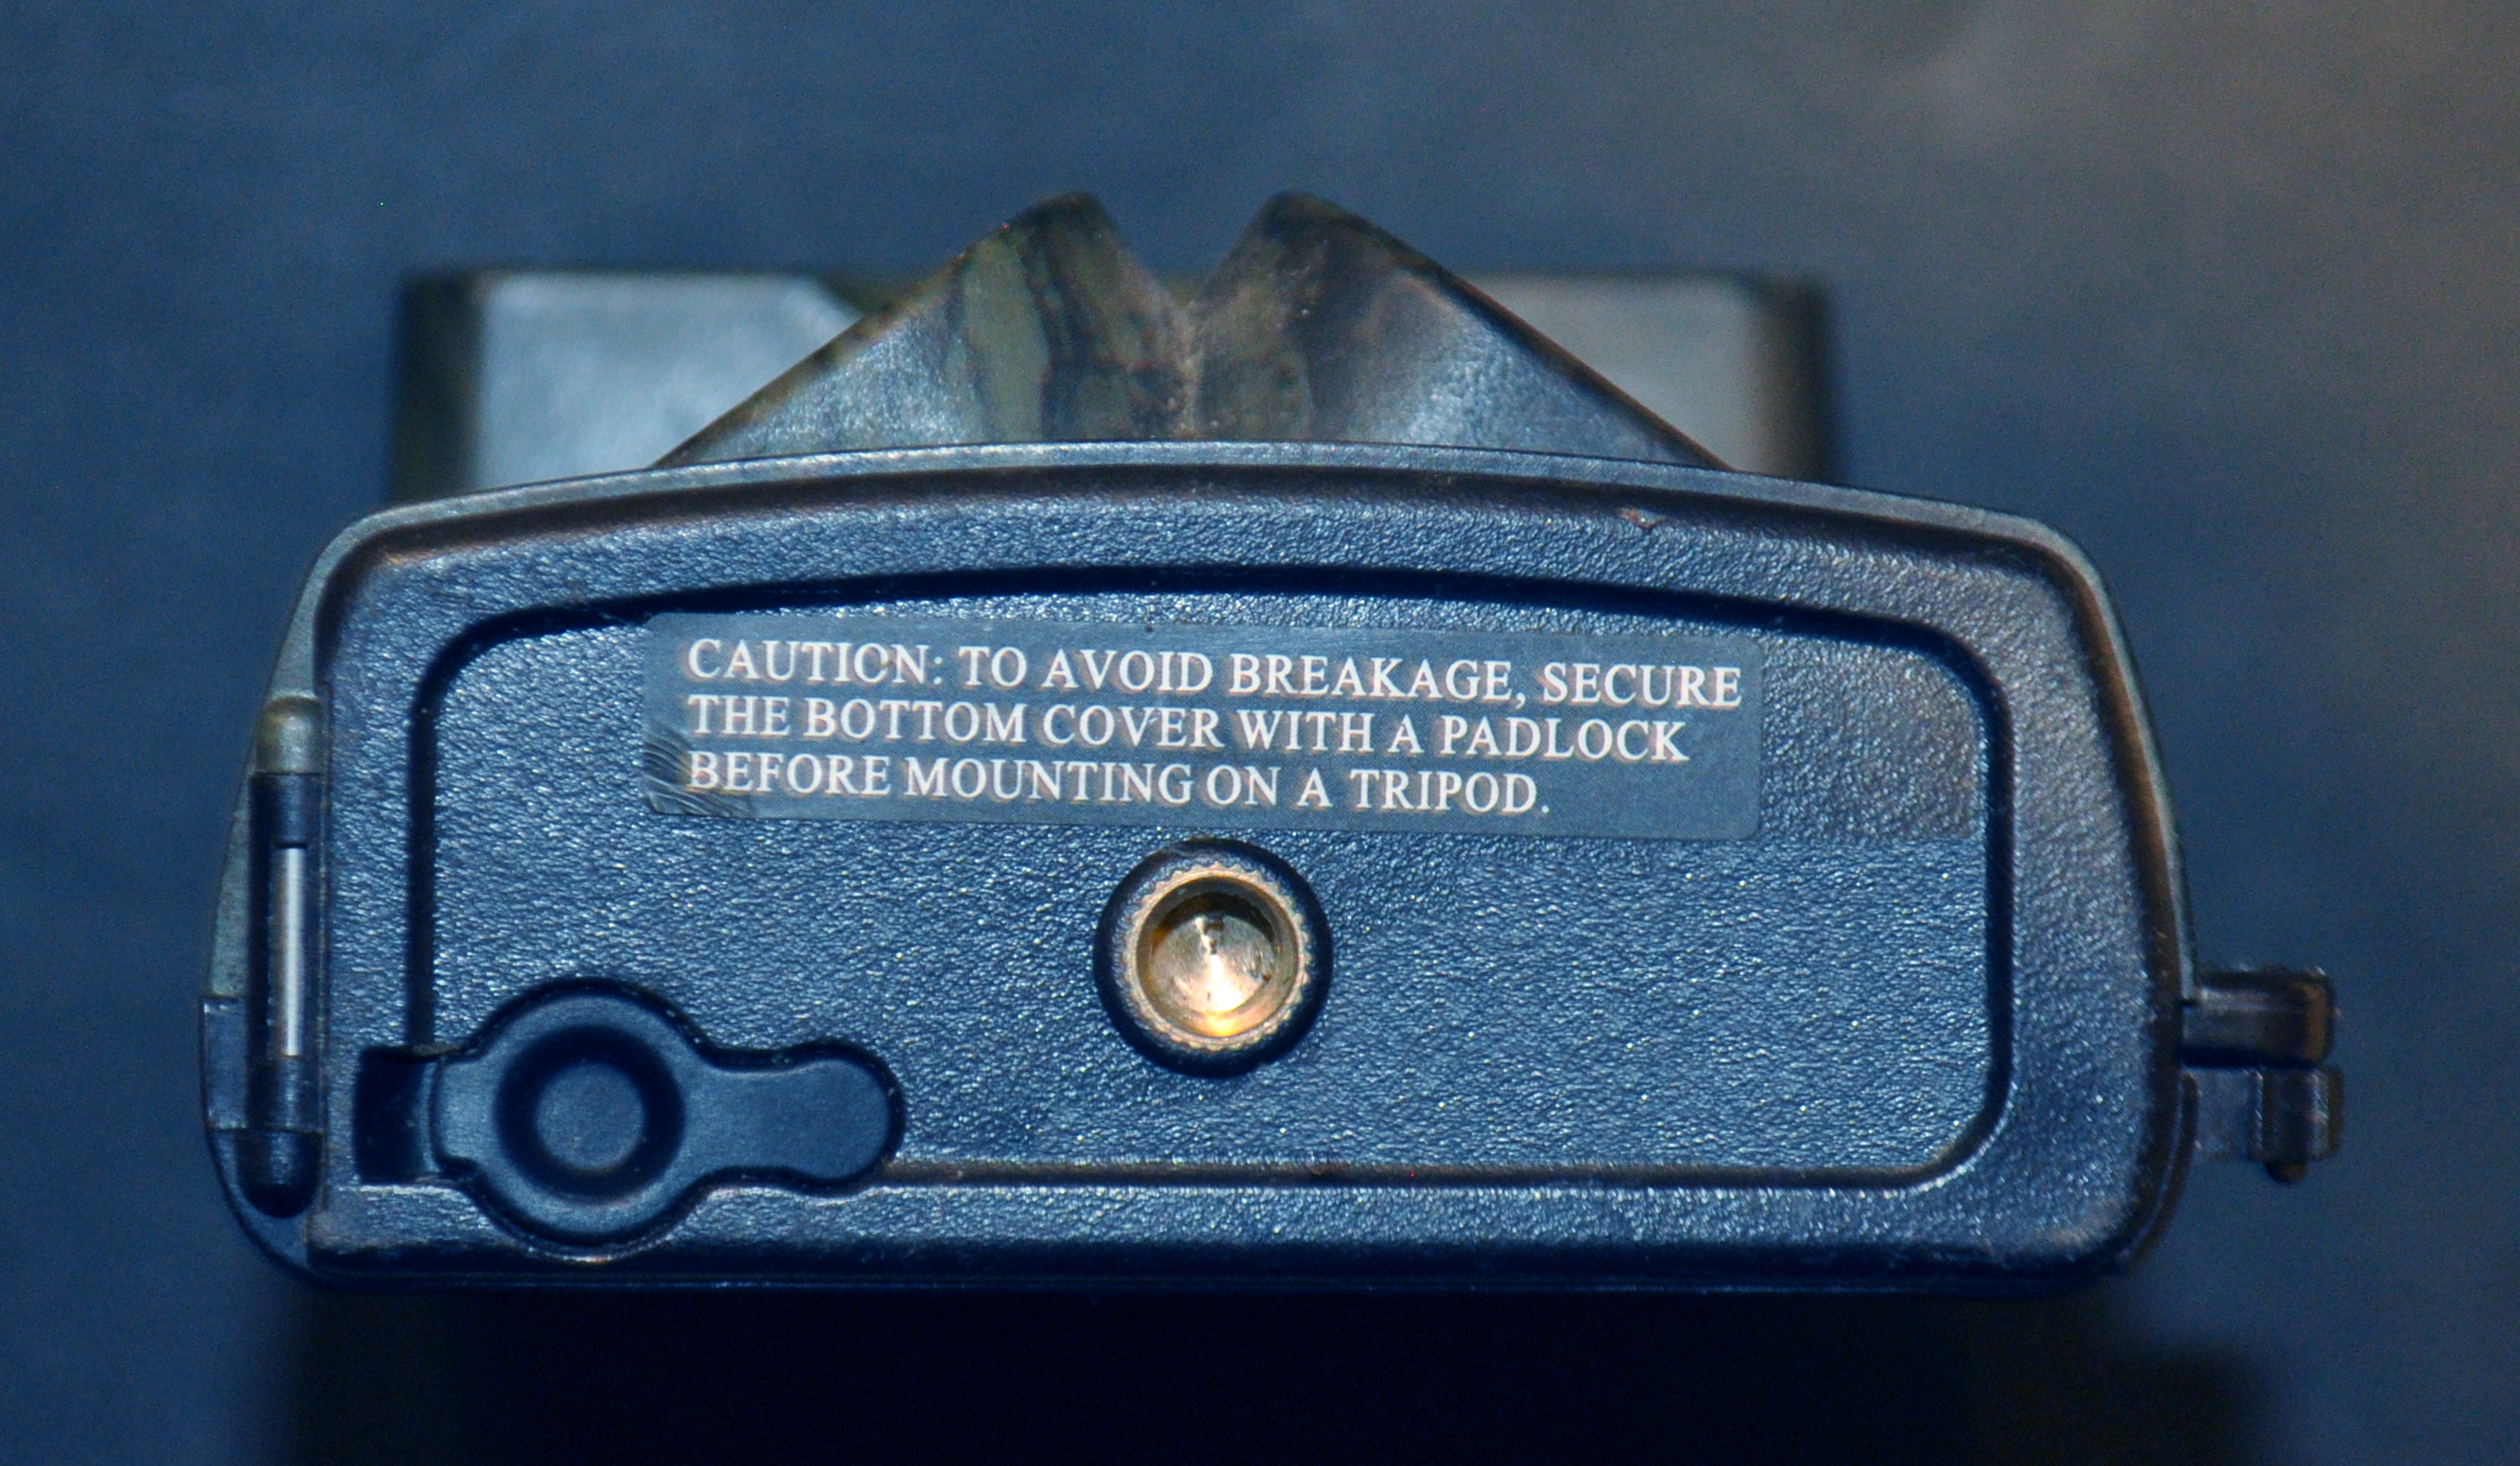 CAUTION: TO AVOID BREAKAGE, SECURE
THE BOTTOM COVER WITH A PADLOCK
BEFORE MOUNTING ON A TRIPOD.